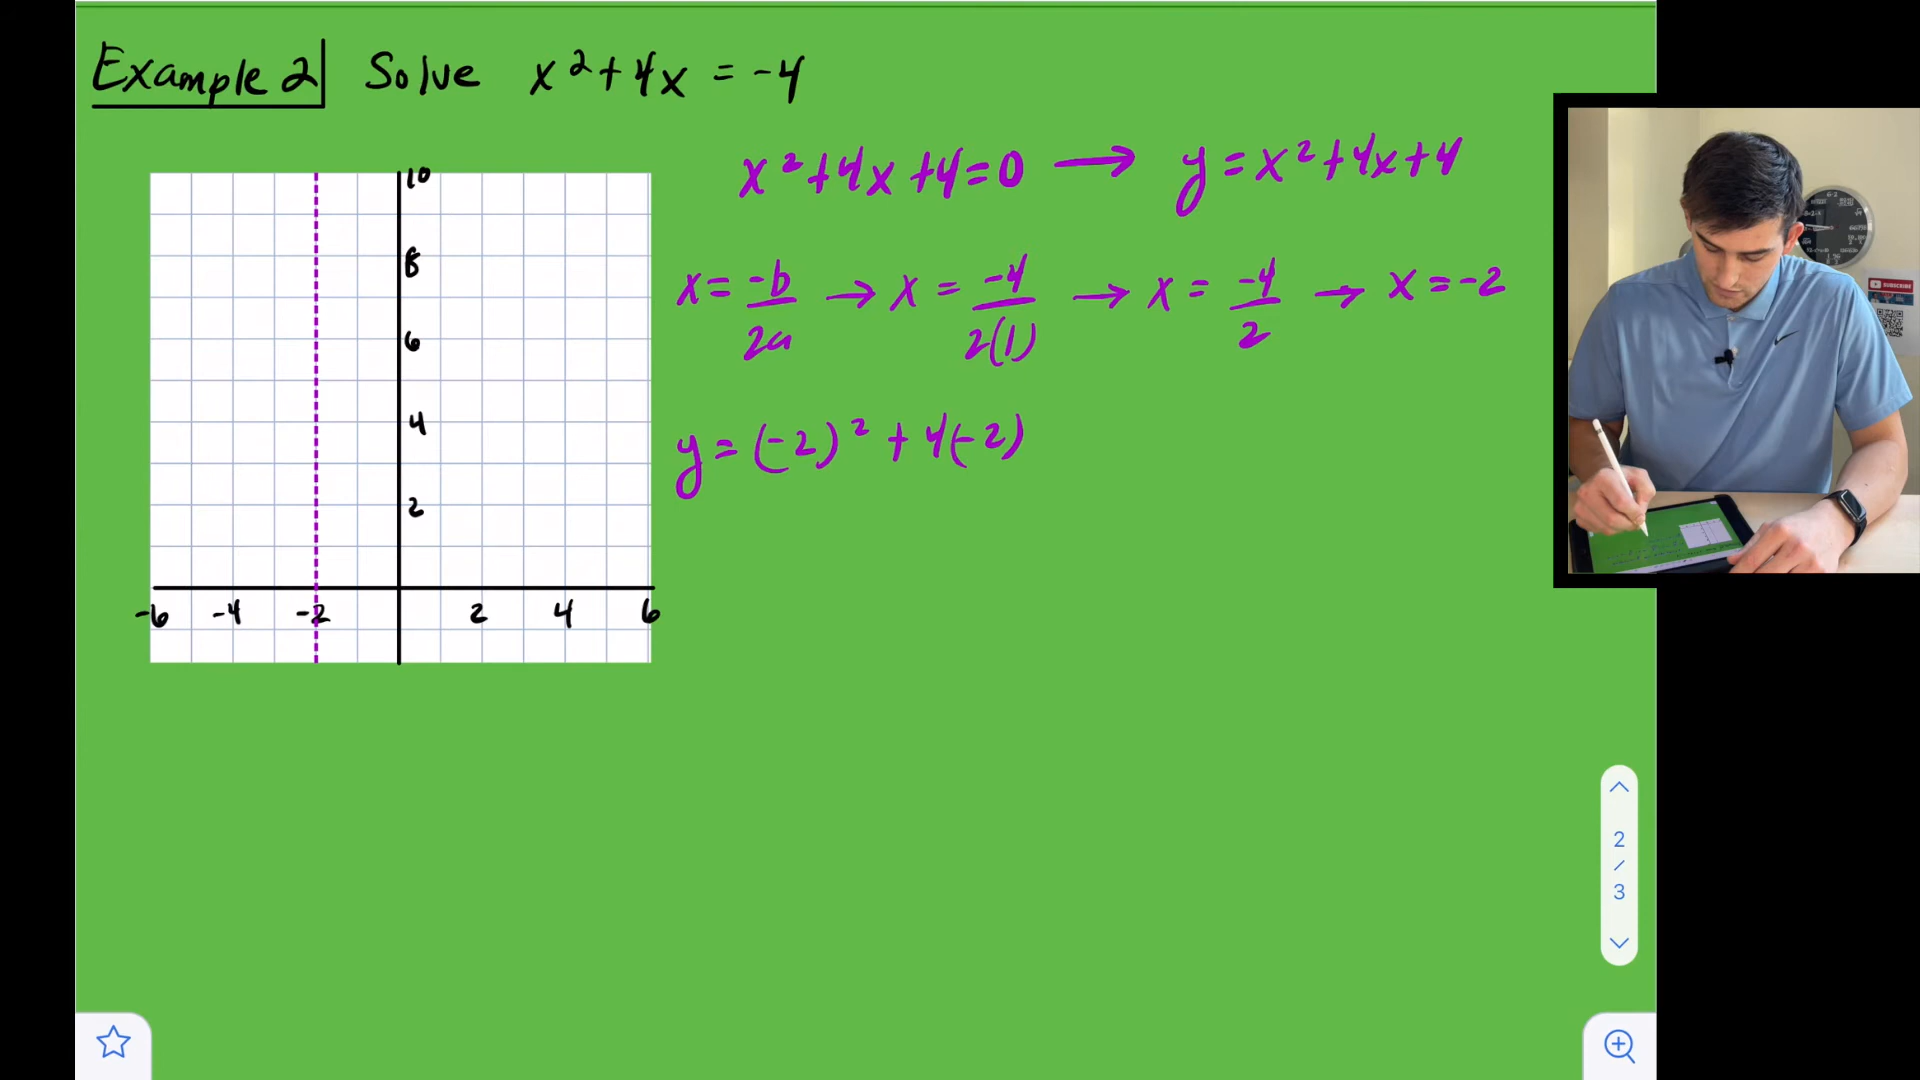 Example 2 Solve x²+4x = -4
x²+4x+4=0 → y=x²+4x+4
x= -b/2a → x = -4/2(1) → x = -4/2 → x=-2
y=(-2)²+4(-2)
10
8
6
4
2
-6 -4 -2 2 4 6
SUBSCRIBE
2
/
3